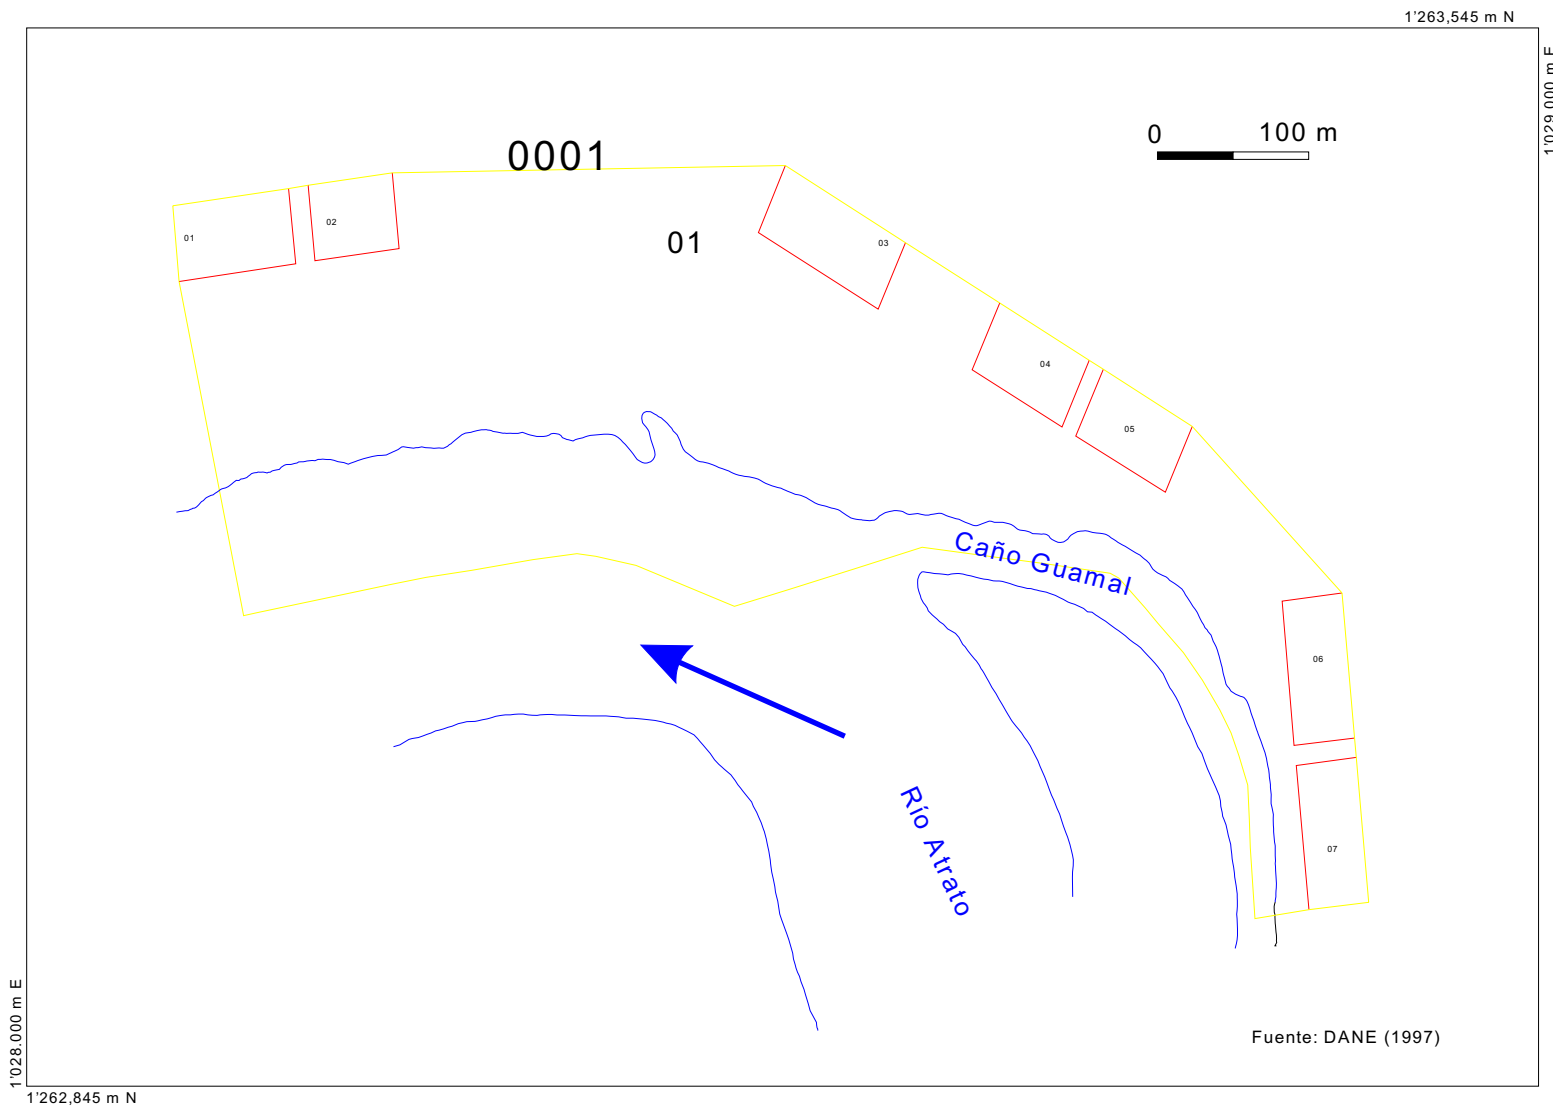 1'263,545 m N
1'029.000 m E
0 100 m
0001
01
01
02
03
04
05
Caño Guamal
06
07
Río Atrato
Fuente: DANE (1997)
1'028.000 m E
1'262,845 m N